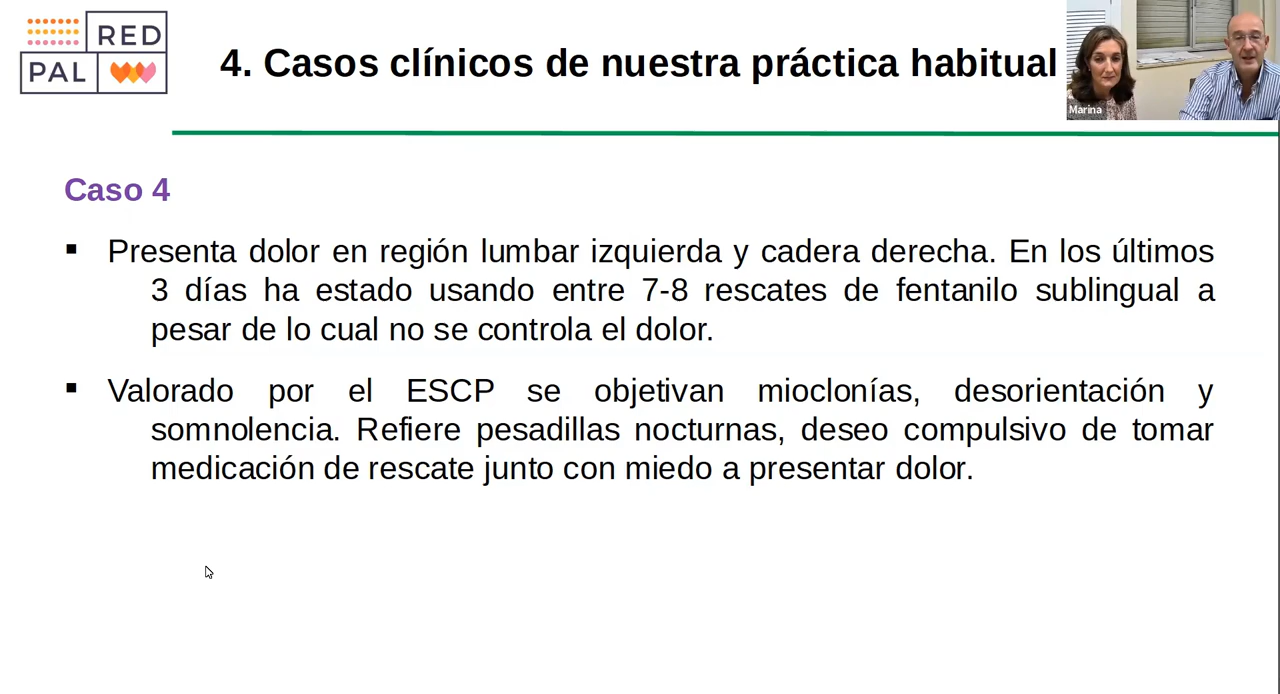 RED
PAL
4. Casos clínicos de nuestra práctica habitual
Marina
Caso 4
▪ Presenta dolor en región lumbar izquierda y cadera derecha. En los últimos
3 días ha estado usando entre 7-8 rescates de fentanilo sublingual a
pesar de lo cual no se controla el dolor.
▪ Valorado por el ESCP se objetivan mioclonías, desorientación y
somnolencia. Refiere pesadillas nocturnas, deseo compulsivo de tomar
medicación de rescate junto con miedo a presentar dolor.